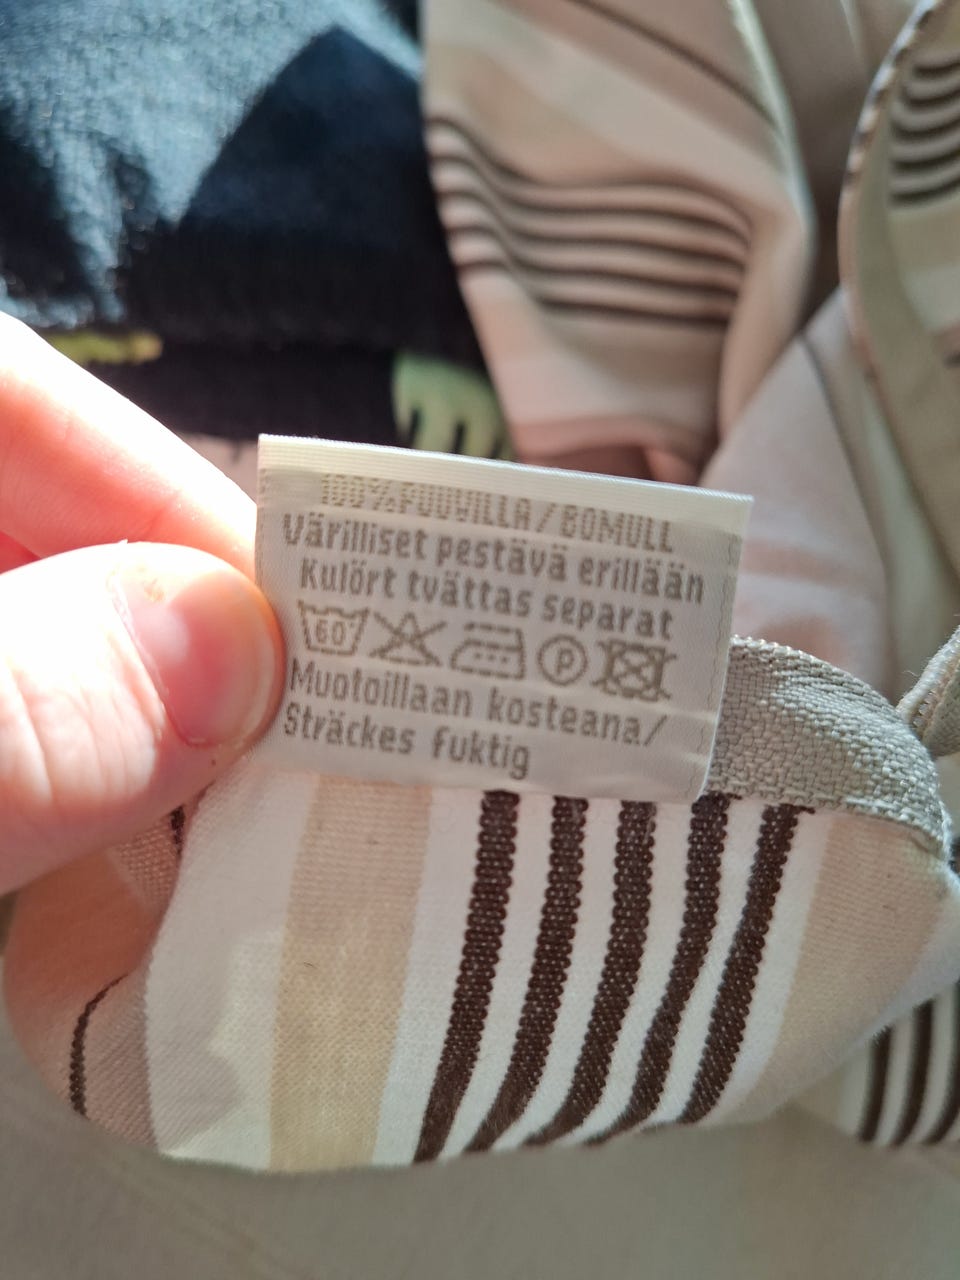 100% PUUVILLA / BOMULL
Värilliset pestävä erillään
Kulört tvättas separat
60 P
Muotoillaan kosteana/
Sträckes fuktig